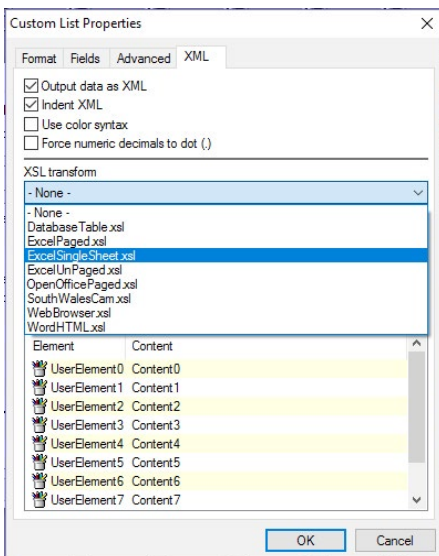 Custom List Properties
Format Fields Advanced XML
Output data as XML
Indent XML
Use color syntax
Force numeric decimals to dot (.)
XSL transform
- None -
- None -
DatabaseTable.xsl
ExcelPaged.xsl
ExcelSingleSheet.xsl
ExcelUnPaged.xsl
OpenOfficePaged.xsl
SouthWalesCam.xsl
WebBrowser.xsl
WordHTML.xsl
Element Content
UserElement0 Content0
UserElement1 Content1
UserElement2 Content2
UserElement3 Content3
UserElement4 Content4
UserElement5 Content5
UserElement6 Content6
UserElement7 Content7
OK Cancel